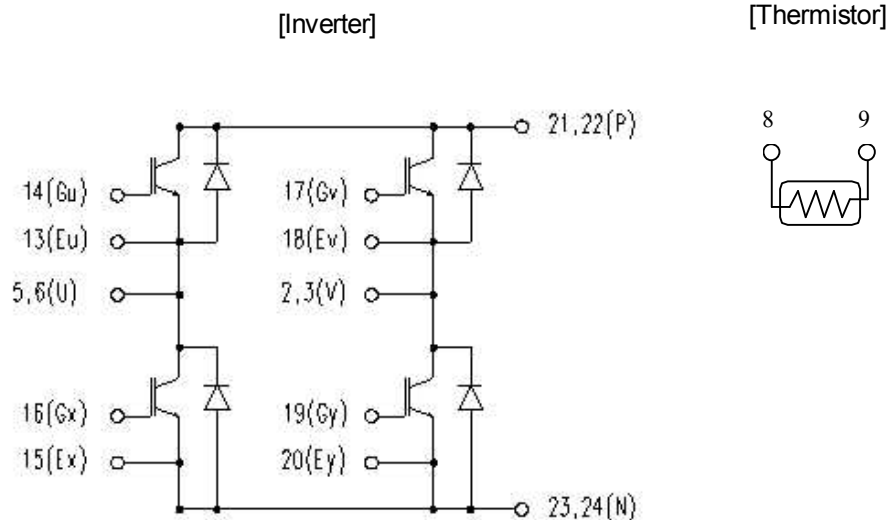 [Inverter]
[Thermistor]
21,22(P)
8 9
14(Gu)
17(Gv)
13(Eu)
18(Ev)
5,6(U)
2,3(V)
16(Gx)
19(Gy)
15(Ex)
20(Ey)
23,24(N)